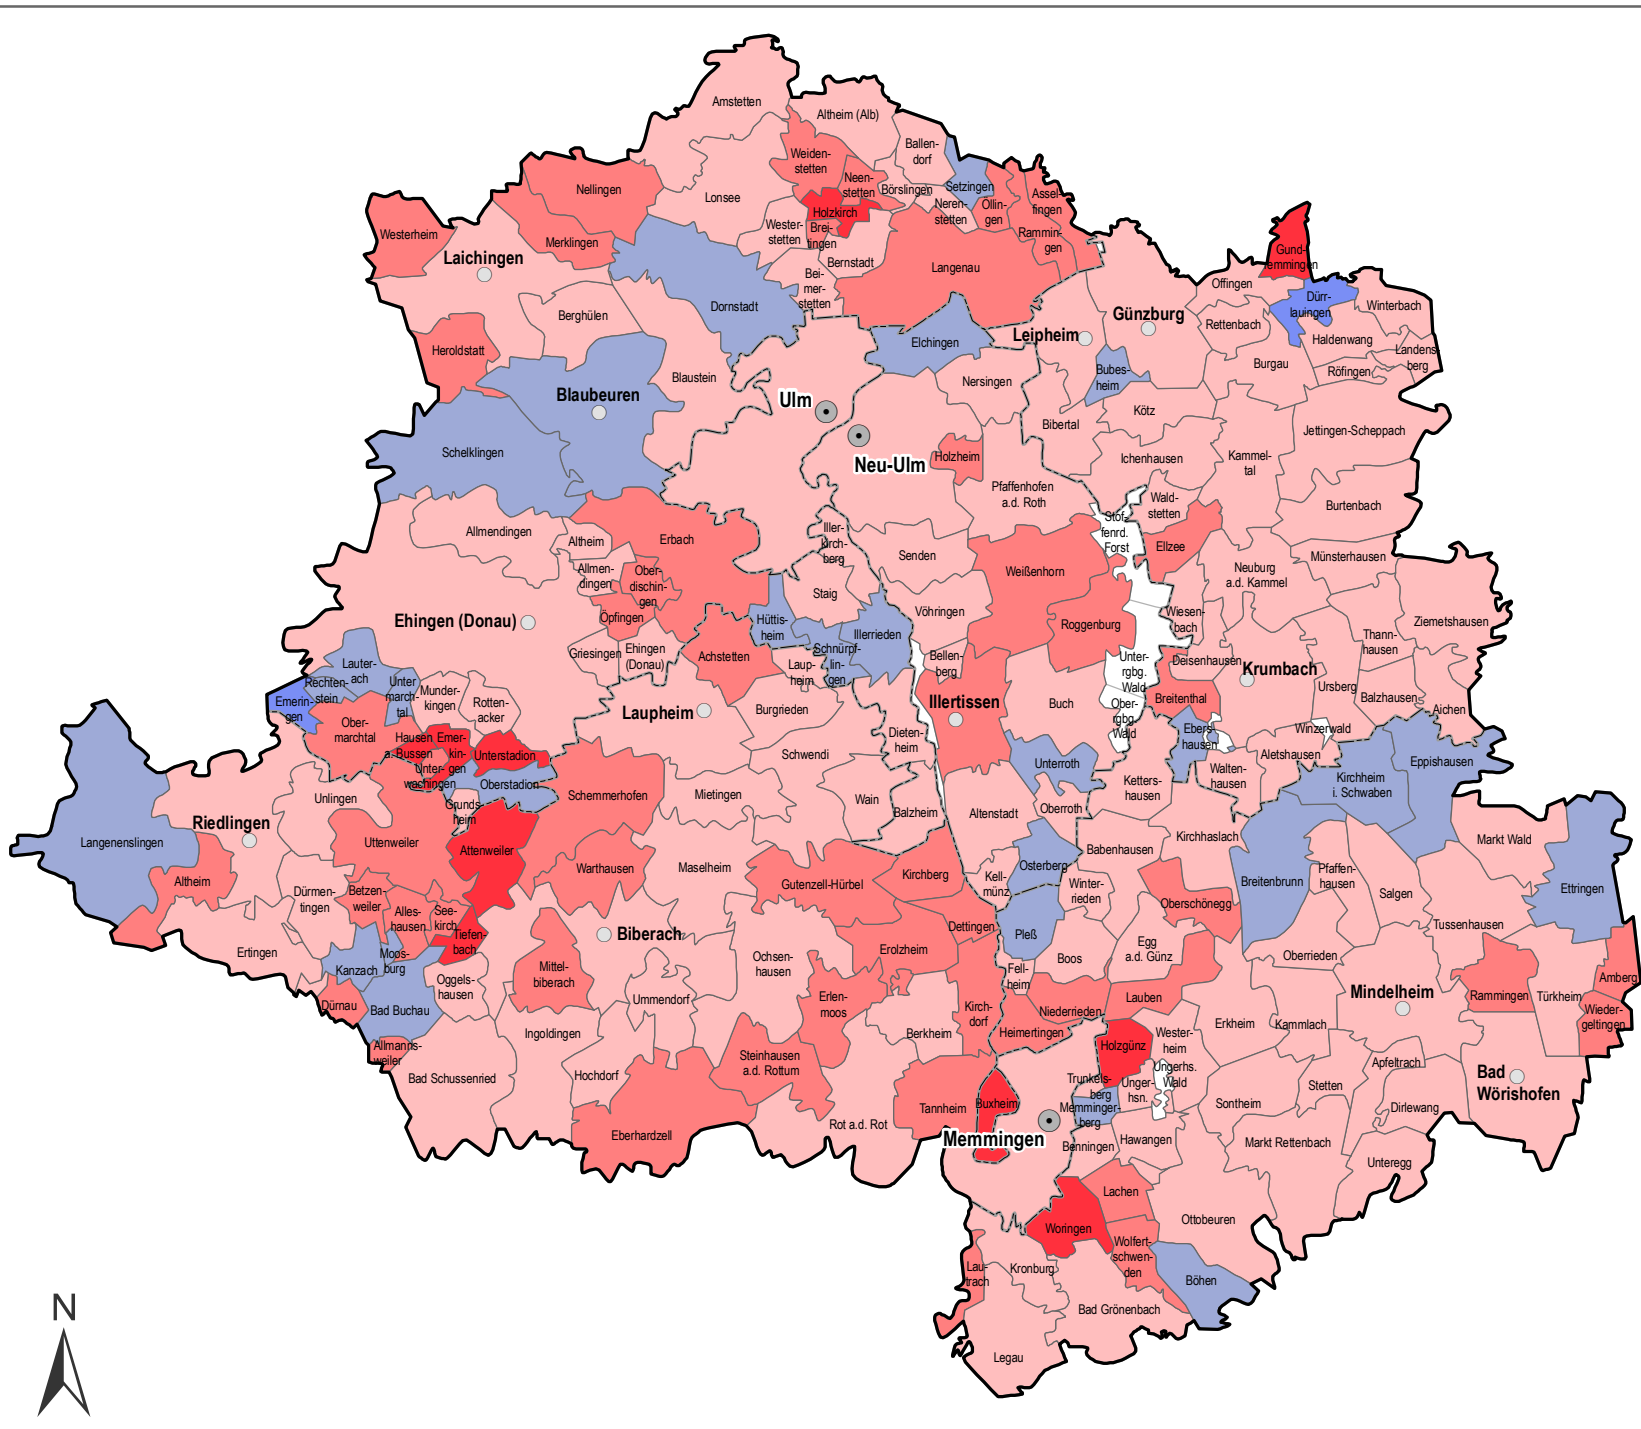 Amstetten
Altheim (Alb)
Ballen-
dorf
Weiden-
stetten
Neen-
stetten
Börslingen
Setzingen
Nellingen
Lonsee
Holzkirch
Neren-
stetten
Öllin-
gen
Assel-
fingen
Westerheim
Merklingen
Wester-
stetten
Brei-
tingen
Rammin-
gen
Laichingen
Bernstadt
Langenau
Gund-
remmingen
Bei-
mer-
stetten
Offingen
Dürr-
lauingen
Winterbach
Berghülen
Dornstadt
Günzburg
Rettenbach
Haldenwang
Leipheim
Elchingen
Landens-
berg
Heroldstatt
Burgau
Röfingen
Blaustein
Nersingen
Bubes-
heim
Blaubeuren
Ulm
Kötz
Bibertal
Jettingen-Scheppach
Schelklingen
Neu-Ulm
Holzheim
Ichenhausen
Kammel-
tal
Pfaffenhofen
a.d. Roth
Wald-
stetten
Burtenbach
Allmendingen
Altheim
Erbach
Iller-
kirch-
berg
Senden
Stof-
fenrd.
Forst
Ellzee
Münsterhausen
Allmen-
dingen
Ober-
dischin-
gen
Weißenhorn
Neuburg
a.d. Kammel
Staig
Öpfingen
Vöhringen
Wiesen-
bach
Ehingen (Donau)
Hüttis-
heim
Illerrieden
Roggenburg
Thann-
hausen
Ziemetshausen
Griesingen
Ehingen
(Donau)
Achstetten
Laup-
heim
Schnürpf-
lin-
gen
Bellen-
berg
Unter-
rgbg.
Wald
Deisenhausen
Krumbach
Lauter-
ach
Rechten-
stein
Unter
march-
tal
Munder-
kingen
Rotten-
acker
Emerin-
gen
Ober-
marchtal
Laupheim
Burgrieden
Illertissen
Buch
Ober-
rgbg.
Wald
Breitenthal
Ursberg
Balzhausen
Aichen
Hausen
a. Bussen
Emer-
kin-
gen
Unterstadion
Dieten-
heim
Ebers-
hausen
Winzerwald
Aletshausen
Unter-
wachingen
Oberstadion
Schwendi
Unterroth
Ketters-
hausen
Walten-
hausen
Kirchheim
i. Schwaben
Eppishausen
Unlingen
Grunds-
heim
Schemmerhofen
Mietingen
Wain
Balzheim
Altenstadt
Oberroth
Riedlingen
Kirchhaslach
Markt Wald
Langenenslingen
Uttenweiler
Attenweiler
Babenhausen
Altheim
Warthausen
Maselheim
Gutenzell-Hürbel
Kirchberg
Kell-
münz
Osterberg
Winter-
rieden
Breitenbrunn
Pfaffen-
hausen
Ettringen
Dürmen-
tingen
Betzen-
weiler
Alles-
hausen
See-
kirch
Oberschönegg
Salgen
Tussenhausen
Tiefen-
bach
Biberach
Dettingen
Pleß
Ertingen
Kanzach
Moos-
burg
Ochsen-
hausen
Erolzheim
Egg
a.d. Günz
Boos
Oberrieden
Mittel-
biberach
Oggels-
hausen
Fell-
heim
Amberg
Dürnau
Bad Buchau
Ummendorf
Erlen-
moos
Kirch-
dorf
Niederrieden
Lauben
Mindelheim
Rammingen
Türkheim
Wieder-
geltingen
Ingoldingen
Berkheim
Heimertingen
Erkheim
Kammlach
Allmanns-
weiler
Holzgünz
Wester-
heim
Bad Schussenried
Hochdorf
Steinhausen
a.d. Rottum
Trunkels-
berg
Unger-
hsn.
Ungerhs.
Wald
Apfeltrach
Stetten
Bad
Wörishofen
Eberhardzell
Rot a.d. Rot
Tannheim
Buxheim
Memminger-
berg
Sontheim
Dirlewang
Memmingen
Benningen
Hawangen
Markt Rettenbach
Unteregg
Lachen
Woringen
Ottobeuren
Lau-
trach
Kronburg
Wolfert-
schwen-
den
Böhen
Bad Grönenbach
Legau
N